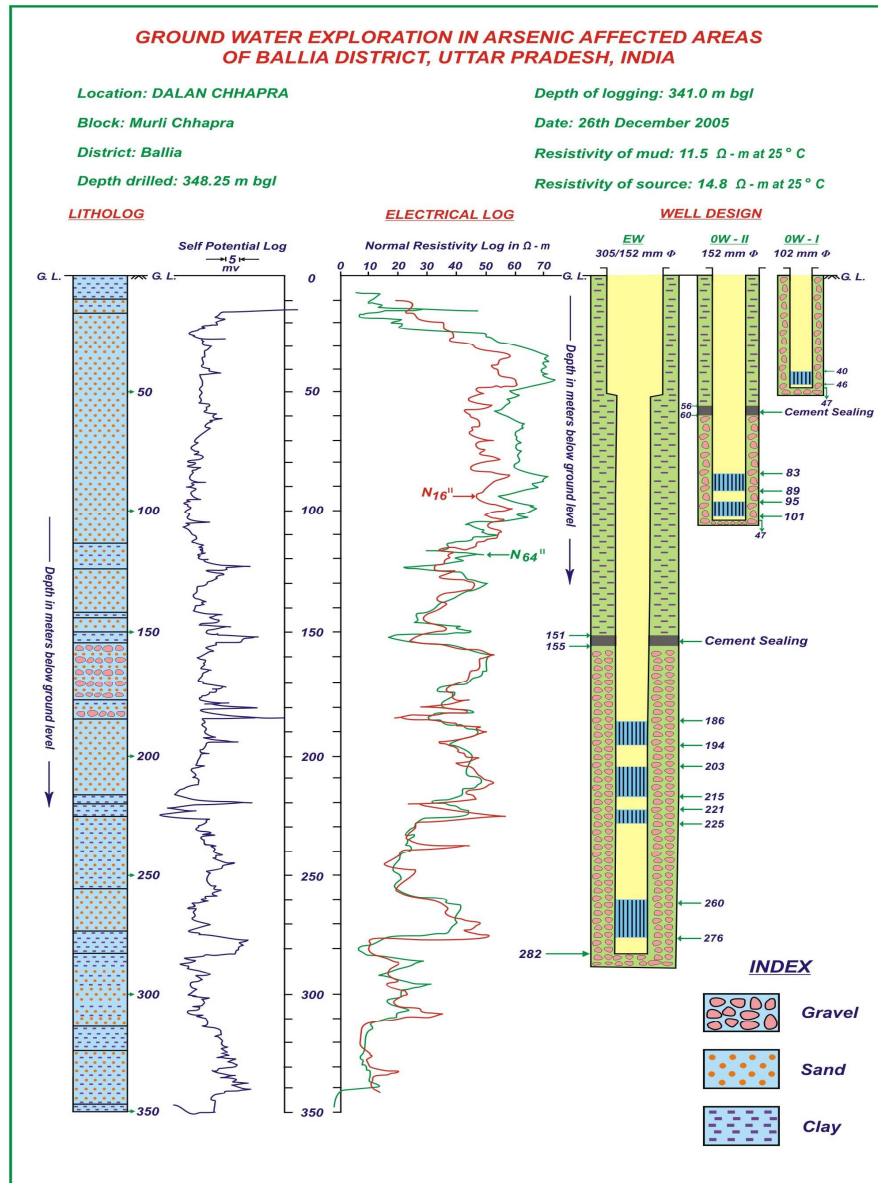 GROUND WATER EXPLORATION IN ARSENIC AFFECTED AREAS
OF BALLIA DISTRICT, UTTAR PRADESH, INDIA
Location: DALAN CHHAPRA
Block: Murli Chhapra
District: Ballia
Depth drilled: 348.25 m bgl
Depth of logging: 341.0 m bgl
Date: 26th December 2005
Resistivity of mud: 11.5 Ω - m at 25° C
Resistivity of source: 14.8 Ω - m at 25° C
LITHOLOG
ELECTRICAL LOG
WELL DESIGN
Self Potential Log
5
mv
Normal Resistivity Log in Ω - m
EW
305/152 mm Φ
0W - II
152 mm Φ
0W - I
102 mm Φ
G. L.
G. L.
0
0 10 20 30 40 50 60 70
G. L.
G. L.
50
100
150
200
250
300
350
Depth in meters below ground level
50
100
150
200
250
300
350
N16"
N64"
Depth in meters below ground level
40
46
47
56
60
Cement Sealing
83
89
95
101
47
151
155
Cement Sealing
186
194
203
215
221
225
260
276
282
INDEX
Gravel
Sand
Clay